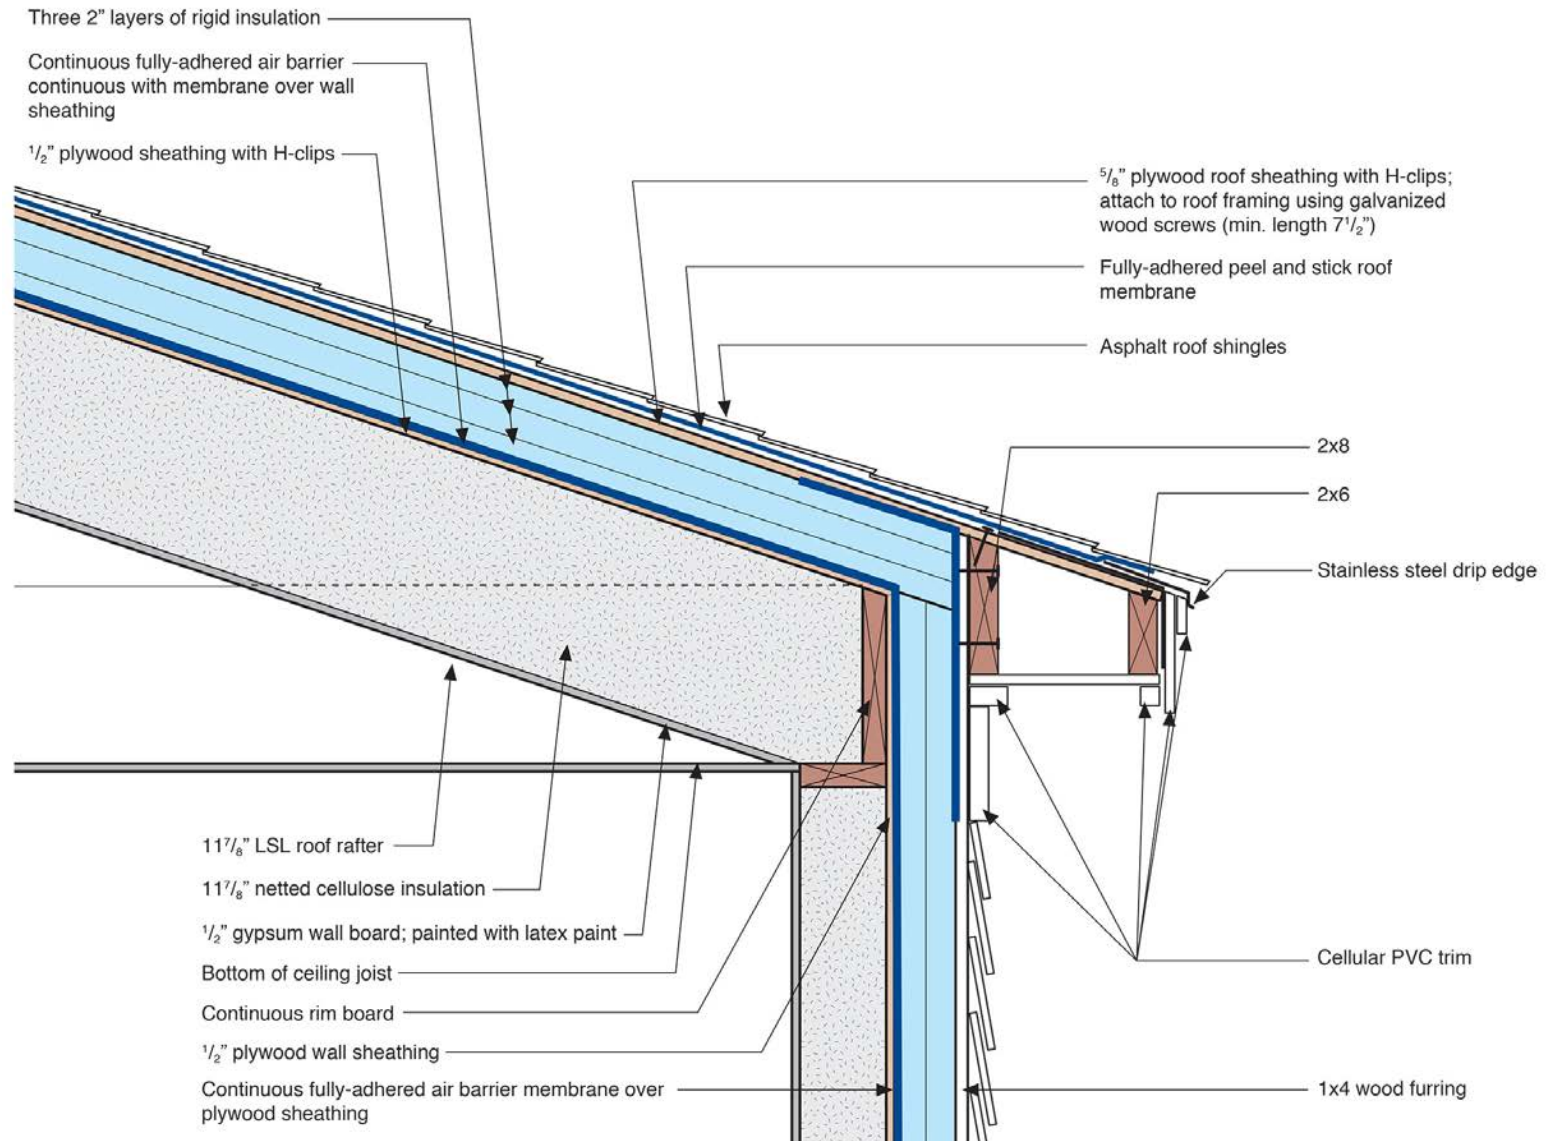 Three 2” layers of rigid insulation
Continuous fully-adhered air barrier
continuous with membrane over wall
sheathing
1/2” plywood sheathing with H-clips
5/8” plywood roof sheathing with H-clips;
attach to roof framing using galvanized
wood screws (min. length 71/2”)
Fully-adhered peel and stick roof
membrane
Asphalt roof shingles
2x8
2x6
Stainless steel drip edge
117/8” LSL roof rafter
117/8” netted cellulose insulation
1/2” gypsum wall board; painted with latex paint
Bottom of ceiling joist
Continuous rim board
1/2” plywood wall sheathing
Continuous fully-adhered air barrier membrane over
plywood sheathing
Cellular PVC trim
1x4 wood furring